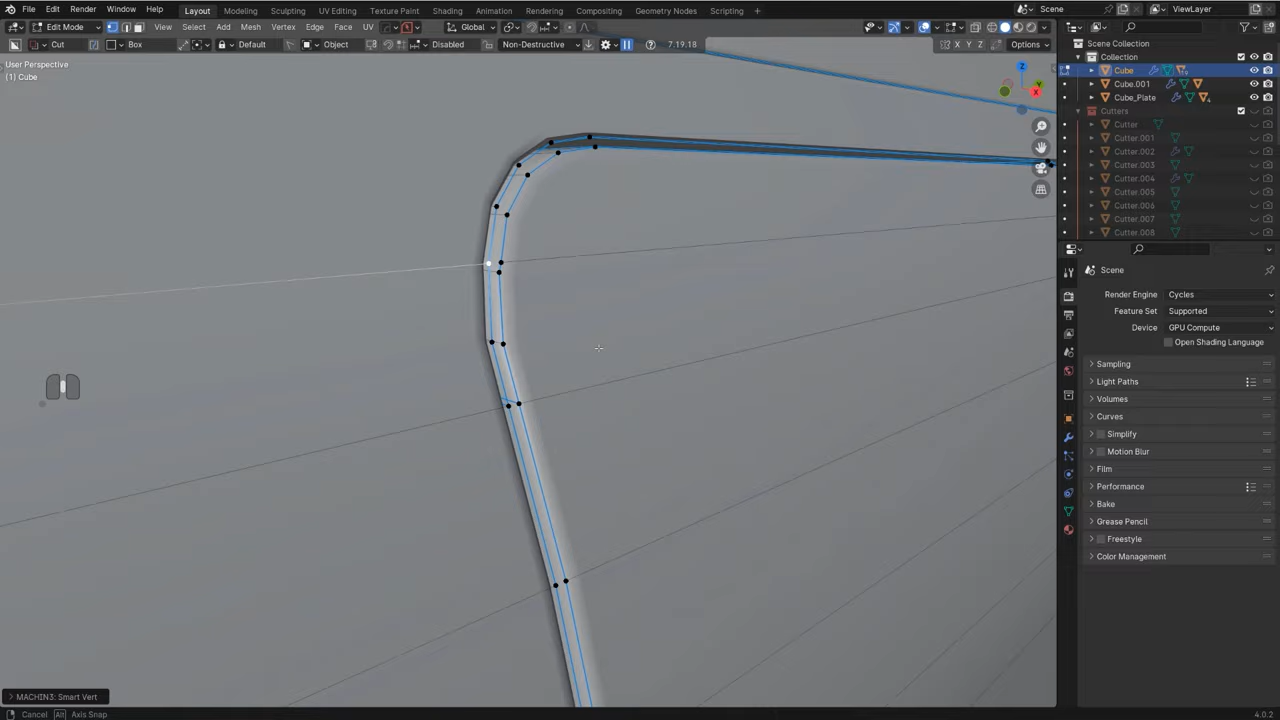 File Edit Render Window Help Layout Modeling Sculpting UV Editing Texture Paint Shading Animation Rendering Compositing Geometry Nodes Scripting Scene ViewLayer
Edit Mode View Select Add Mesh Vertex Edge Face UV Global
Cut Box Default Object Disabled Non-Destructive 7.19.18 X Y Z Options
User Perspective
(1) Cube
Z
X
MACHIN3: Smart Vert
Cancel Alt Axis Snap
Scene Collection
Collection
Cube
Cube.001
Cube_Plate 4
Cutters
Cutter
Cutter.001
Cutter.002
Cutter.003
Cutter.004
Cutter.005
Cutter.006
Cutter.007
Cutter.008
Scene
Render Engine Cycles
Feature Set Supported
Device GPU Compute
Open Shading Language
Sampling
Light Paths
Volumes
Curves
Simplify
Motion Blur
Film
Performance
Bake
Grease Pencil
Freestyle
Color Management
4.0.2